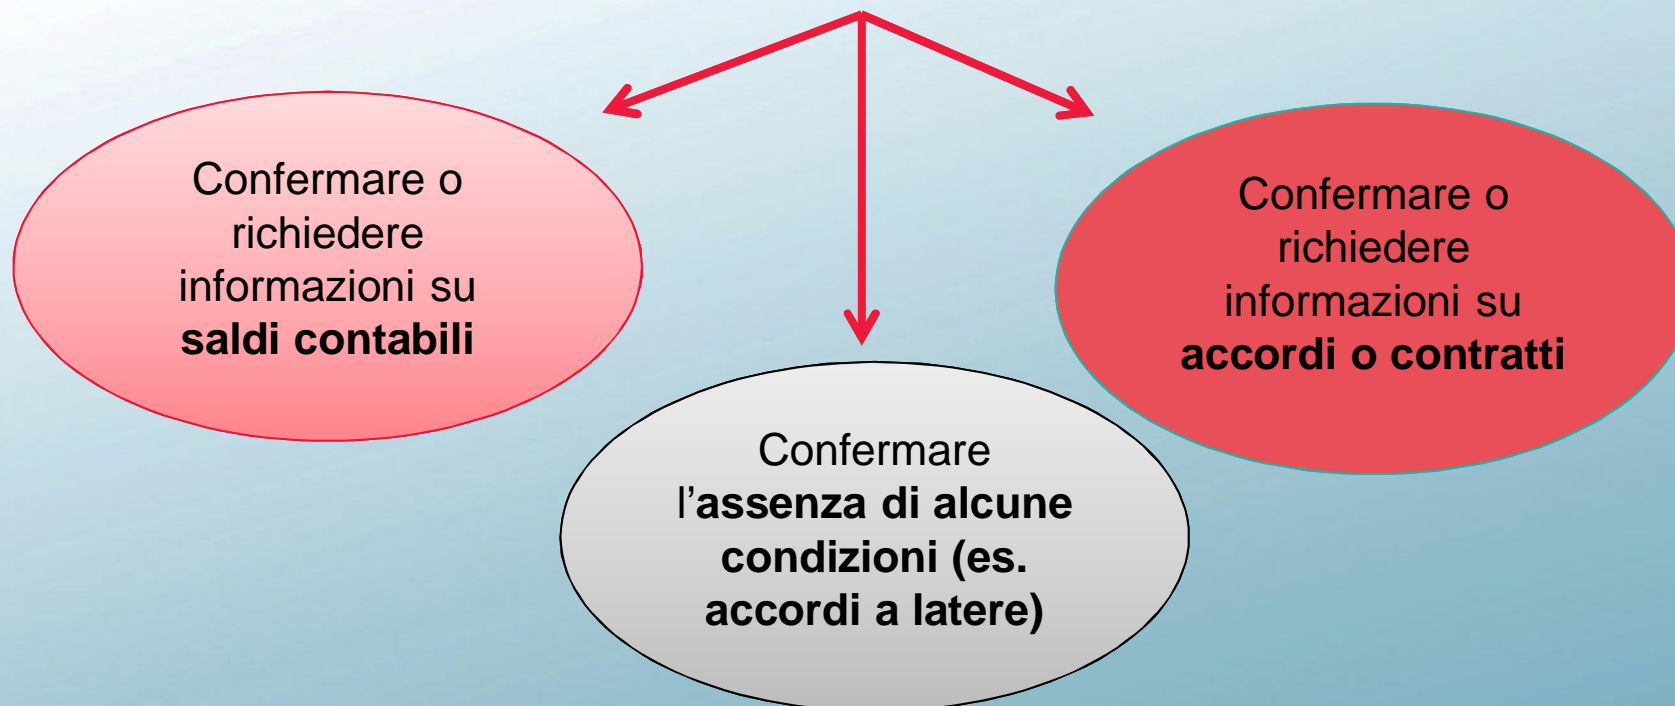 Confermare o
richiedere
informazioni su
saldi contabili
Confermare
l’assenza di alcune
condizioni (es.
accordi a latere)
Confermare o
richiedere
informazioni su
accordi o contratti